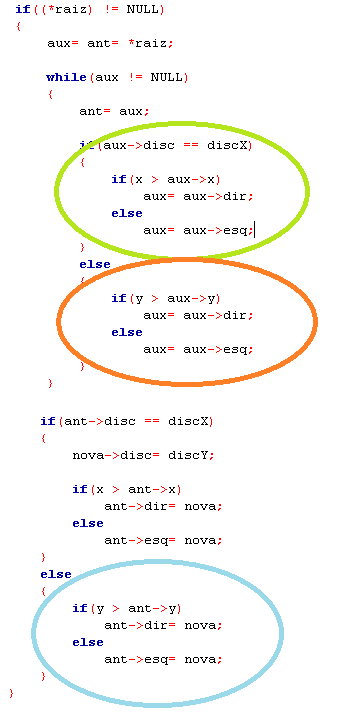 if((*raiz) != NULL)
{
aux= ant= *raiz;
while(aux != NULL)
{
ant= aux;
if(aux->disc == discX)
{
if(x > aux->x)
aux= aux->dir;
else
aux= aux->esq;
}
else
{
if(y > aux->y)
aux= aux->dir;
else
aux= aux->esq;
}
}
if(ant->disc == discX)
{
nova->disc= discY;
if(x > ant->x)
ant->dir= nova;
else
ant->esq= nova;
}
else
{
if(y > ant->y)
ant->dir= nova;
else
ant->esq= nova;
}
}